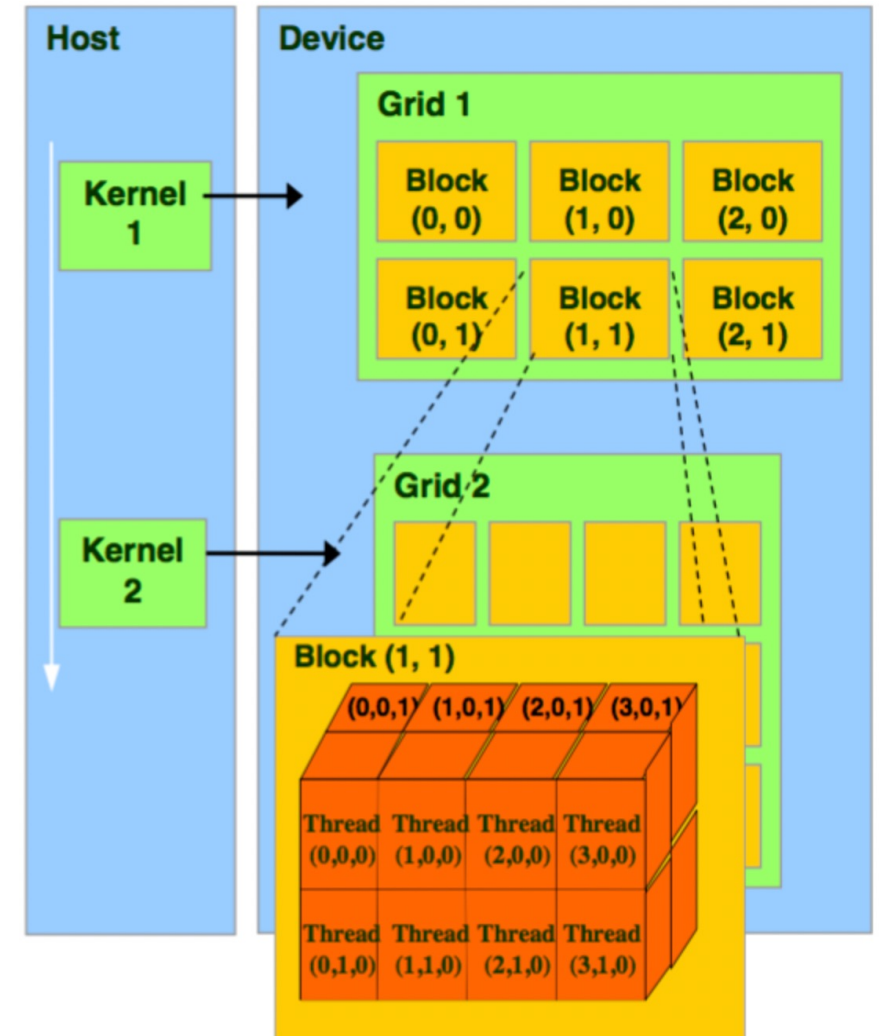 Host
Device
Grid 1
Kernel
1
Block
(0, 0)
Block
(1, 0)
Block
(2, 0)
Block
(0, 1)
Block
(1, 1)
Block
(2, 1)
Grid 2
Kernel
2
Block (1, 1)
(0,0,1) (1,0,1) (2,0,1) (3,0,1)
Thread Thread Thread Thread
(0,0,0) (1,0,0) (2,0,0) (3,0,0)
Thread Thread Thread Thread
(0,1,0) (1,1,0) (2,1,0) (3,1,0)